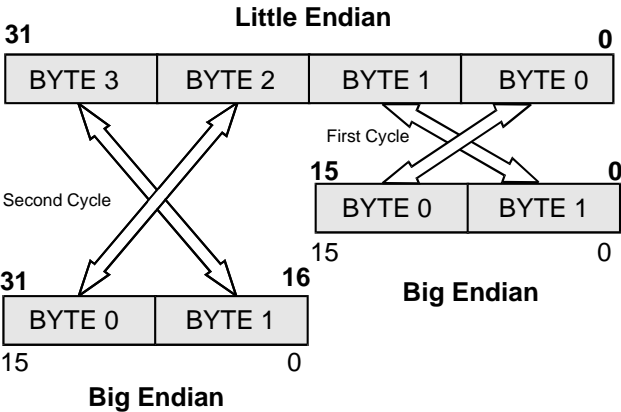 Little Endian
31 0
BYTE 3 BYTE 2 BYTE 1 BYTE 0
First Cycle
15 0
BYTE 0 BYTE 1
15 0
Big Endian
Second Cycle
31 16
BYTE 0 BYTE 1
15 0
Big Endian